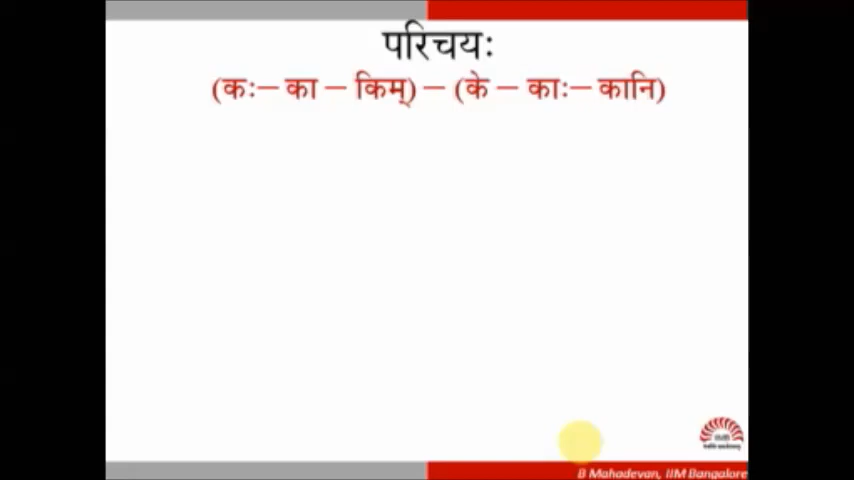 परिचयः
(कः– का – किम्) – (के – काः– कानि)
B Mahadevan, IIM Bangalore